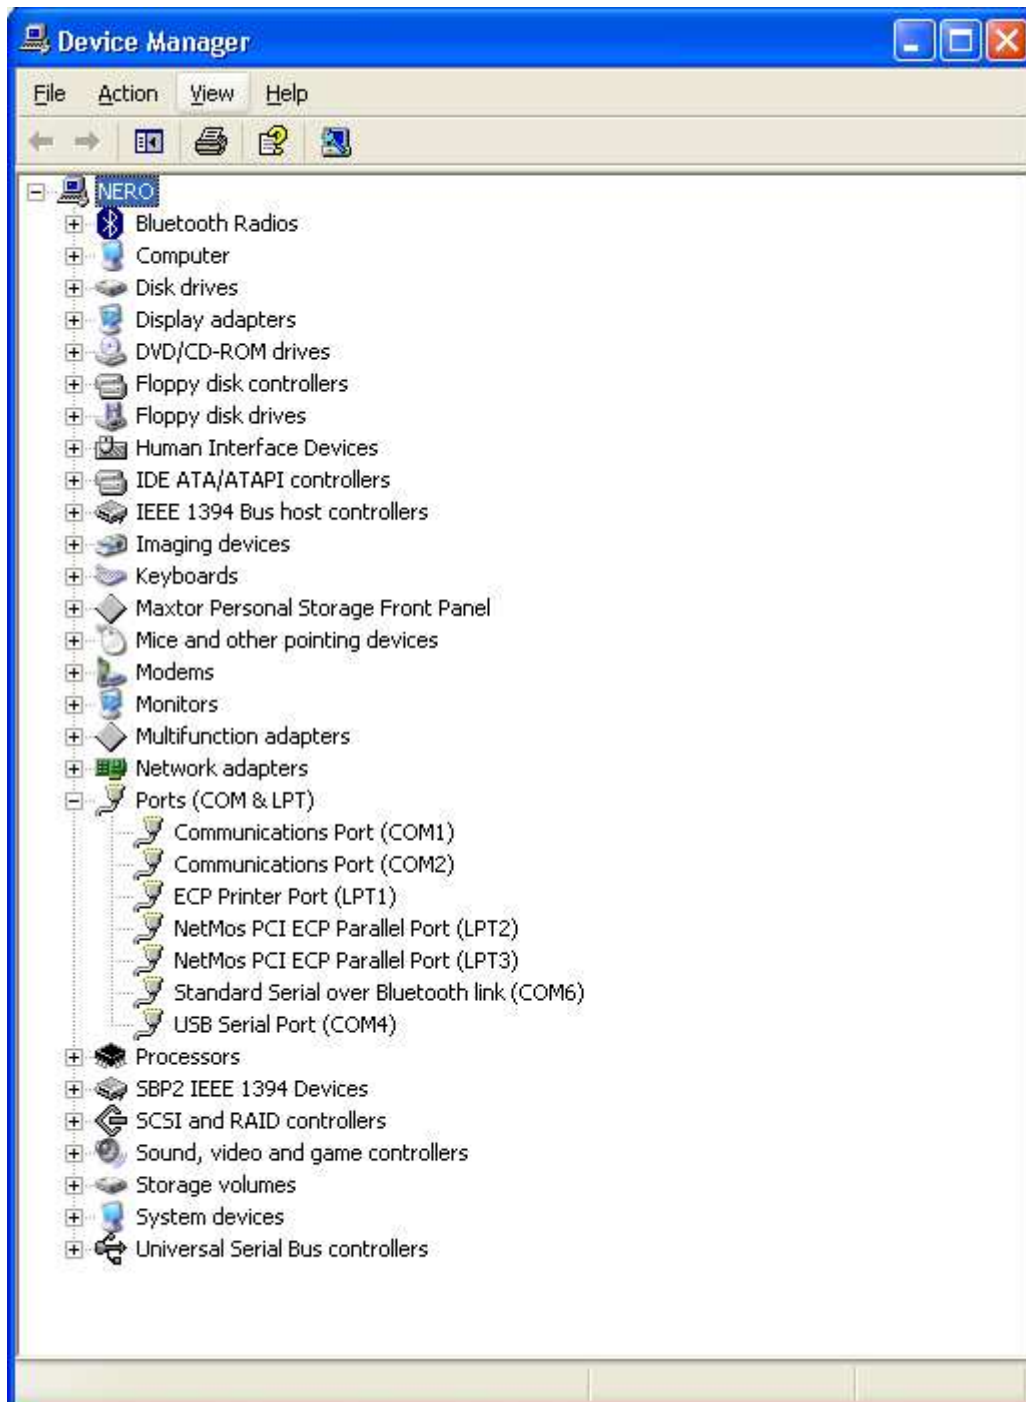 Device Manager
File Action View Help
NERO
Bluetooth Radios
Computer
Disk drives
Display adapters
DVD/CD-ROM drives
Floppy disk controllers
Floppy disk drives
Human Interface Devices
IDE ATA/ATAPI controllers
IEEE 1394 Bus host controllers
Imaging devices
Keyboards
Maxtor Personal Storage Front Panel
Mice and other pointing devices
Modems
Monitors
Multifunction adapters
Network adapters
Ports (COM & LPT)
Communications Port (COM1)
Communications Port (COM2)
ECP Printer Port (LPT1)
NetMos PCI ECP Parallel Port (LPT2)
NetMos PCI ECP Parallel Port (LPT3)
Standard Serial over Bluetooth link (COM6)
USB Serial Port (COM4)
Processors
SBP2 IEEE 1394 Devices
SCSI and RAID controllers
Sound, video and game controllers
Storage volumes
System devices
Universal Serial Bus controllers